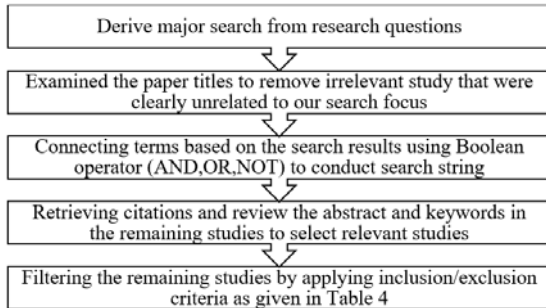 Derive major search from research questions
Examined the paper titles to remove irrelevant study that were
clearly unrelated to our search focus
Connecting terms based on the search results using Boolean
operator (AND,OR,NOT) to conduct search string
Retrieving citations and review the abstract and keywords in
the remaining studies to select relevant studies
Filtering the remaining studies by applying inclusion/exclusion
criteria as given in Table 4